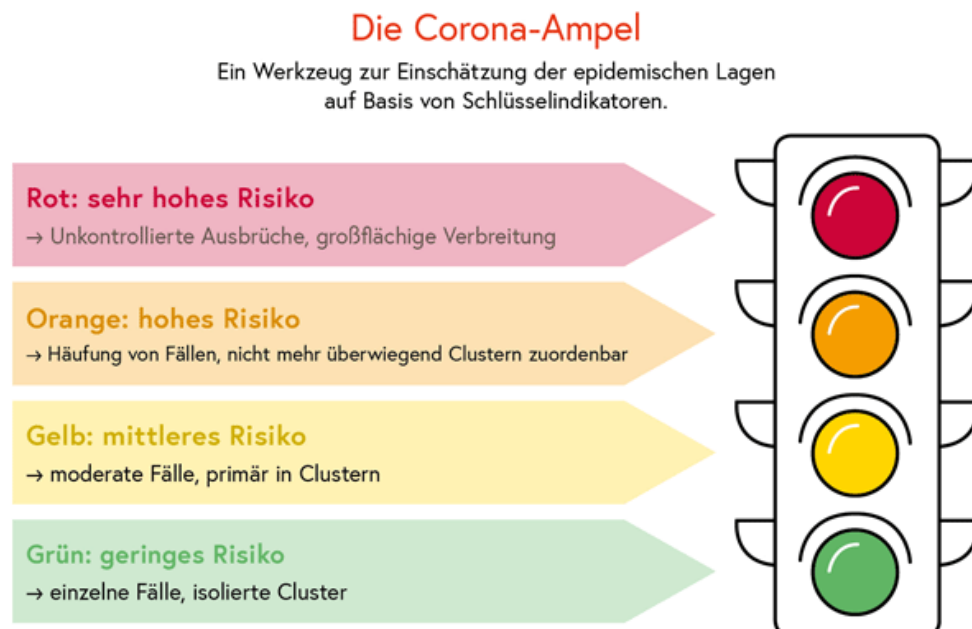 Die Corona-Ampel
Ein Werkzeug zur Einschätzung der epidemischen Lagen
auf Basis von Schlüsselindikatoren.
Rot: sehr hohes Risiko
→ Unkontrollierte Ausbrüche, großflächige Verbreitung
Orange: hohes Risiko
→ Häufung von Fällen, nicht mehr überwiegend Clustern zuordenbar
Gelb: mittleres Risiko
→ moderate Fälle, primär in Clustern
Grün: geringes Risiko
→ einzelne Fälle, isolierte Cluster